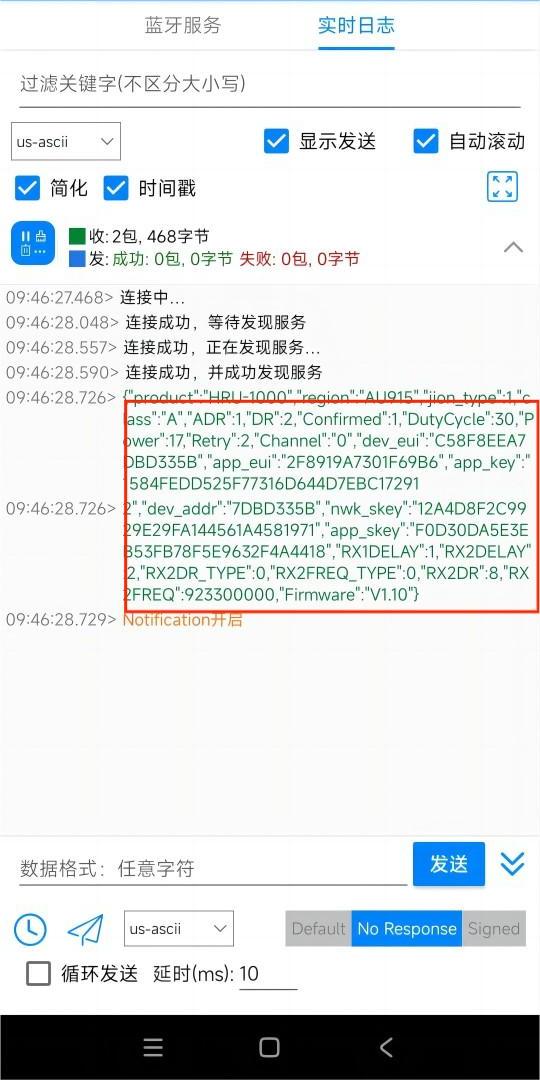 蓝牙服务 实时日志
过滤关键字(不区分大小写)
us-ascii 显示发送 自动滚动
简化 时间戳
收: 2包, 468字节
发: 成功: 0包, 0字节 失败: 0包, 0字节
09:46:27.468> 连接中...
09:46:28.048> 连接成功，等待发现服务
09:46:28.557> 连接成功，正在发现服务...
09:46:28.590> 连接成功，并成功发现服务
09:46:28.726> {"product":"HRU-1000","region":"AU915","jion_type":1,"c
lass":"A","ADR":1,"DR":2,"Confirmed":1,"DutyCycle":30,"P
ower":17,"Retry":2,"Channel":"0","dev_eui":"C58F8EEA7
DBD335B","app_eui":"2F8919A7301F69B6","app_key":"
1584FEDD525F77316D644D7EBC17291
09:46:28.726> 2","dev_addr":"7DBD335B","nwk_skey":"12A4D8F2C99
29E29FA144561A4581971","app_skey":"F0D30DA5E3E
B53FB78F5E9632F4A4418","RX1DELAY":1,"RX2DELAY"
:2,"RX2DR_TYPE":0,"RX2FREQ_TYPE":0,"RX2DR":8,"RX
2FREQ":923300000,"Firmware":"V1.10"}
09:46:28.729> Notification开启
数据格式：任意字符 发送
us-ascii Default No Response Signed
循环发送 延时(ms): 10